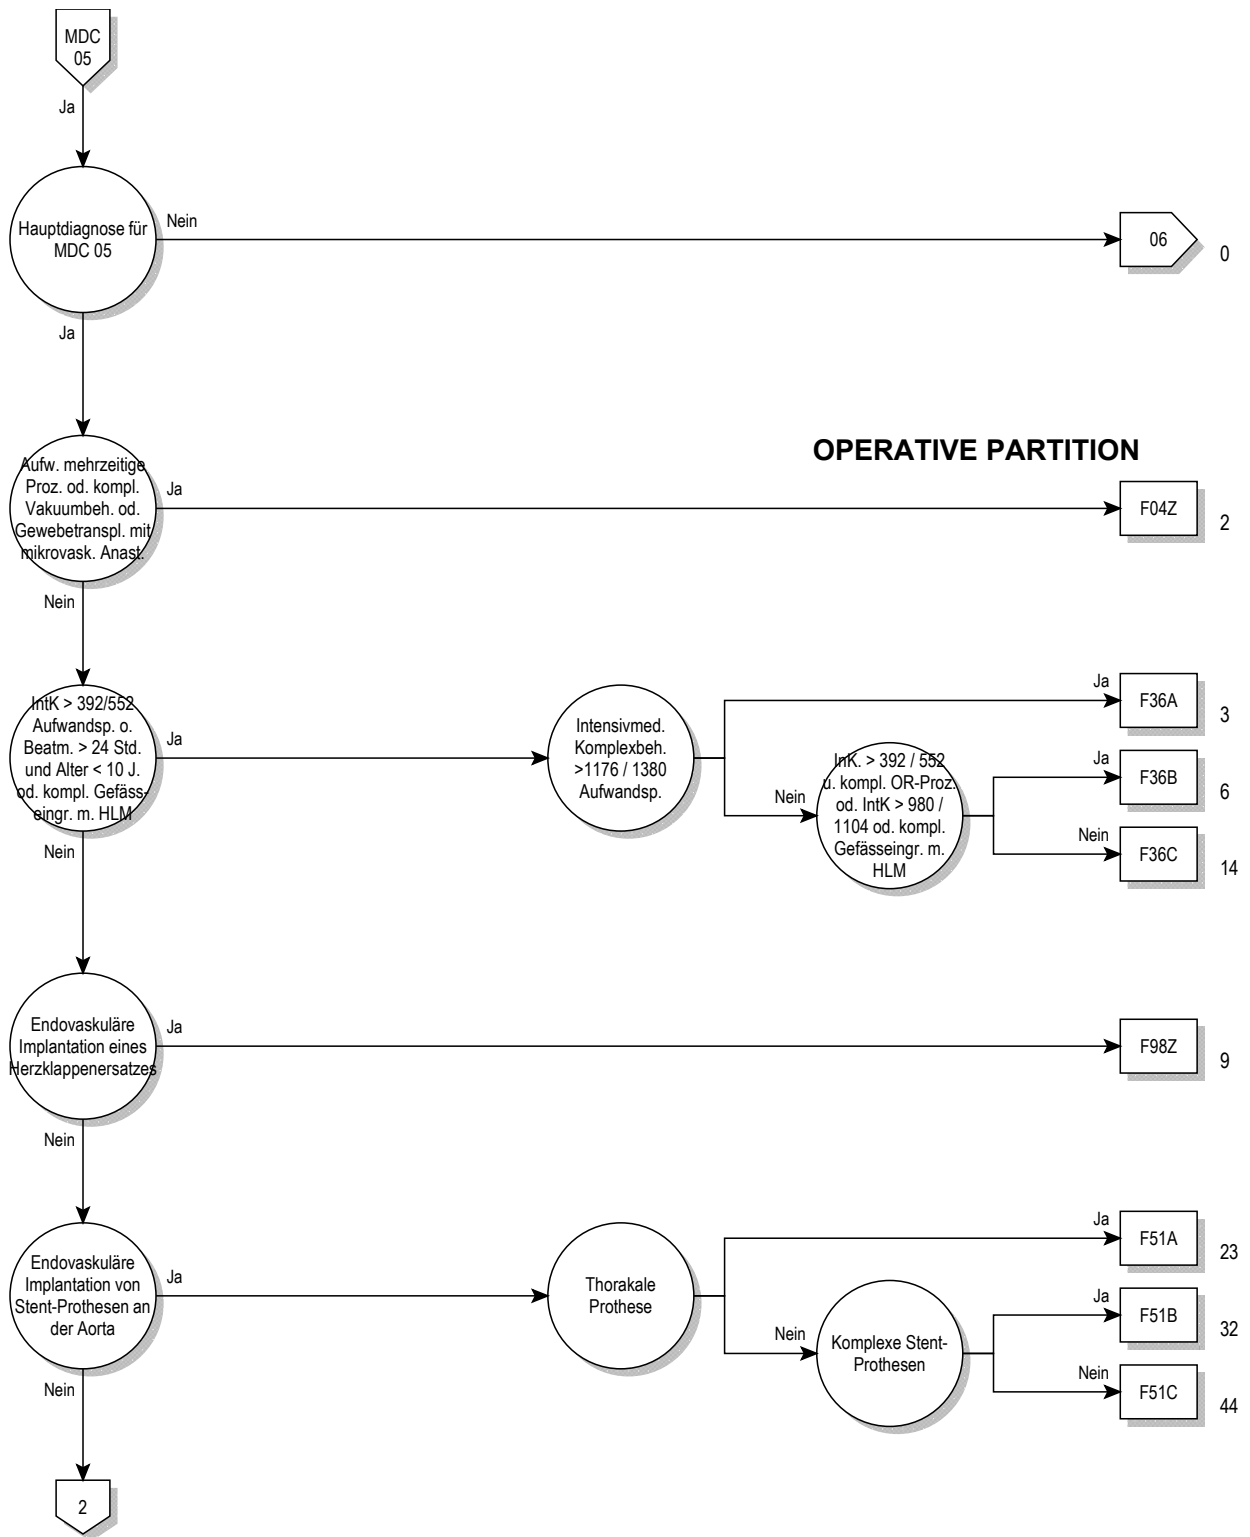 MDC
05
Ja
Hauptdiagnose für
MDC 05
Nein
06
0
Ja
OPERATIVE PARTITION
Aufw. mehrzeitige
Proz. od. kompl.
Vakuumbeh. od.
Gewebetranspl. mit
mikrovask. Anast.
Ja
F04Z
2
Nein
IntK > 392/552
Aufwandsp. o.
Beatm. > 24 Std.
und Alter < 10 J.
od. kompl. Gefäss-
eingr. m. HLM
Ja
Intensivmed.
Komplexbeh.
>1176 / 1380
Aufwandsp.
Ja
F36A
3
Nein
InK. > 392 / 552
u. kompl. OR-Proz.
od. IntK > 980 /
1104 od. kompl.
Gefässeingr. m.
HLM
Ja
F36B
6
Nein
F36C
14
Nein
Endovaskuläre
Implantation eines
Herzklappenersatzes
Ja
F98Z
9
Nein
Endovaskuläre
Implantation von
Stent-Prothesen an
der Aorta
Ja
Thorakale
Prothese
Ja
F51A
23
Nein
Komplexe Stent-
Prothesen
Ja
F51B
32
Nein
F51C
44
Nein
2